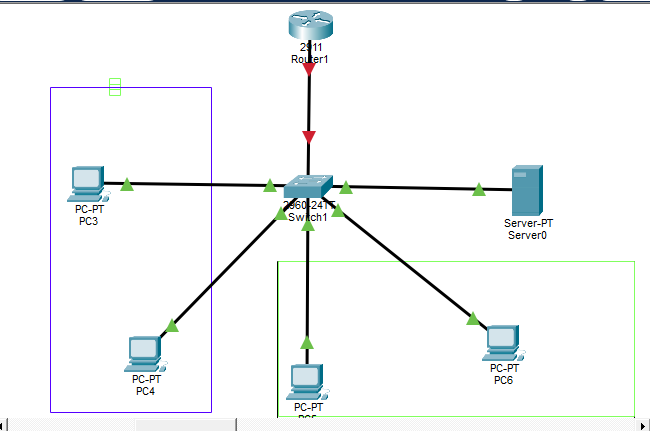 2911
Router1
PC-PT
PC3
2960-24TT
Switch1
Server-PT
Server0
PC-PT
PC4
PC-PT
PC6
PC-PT